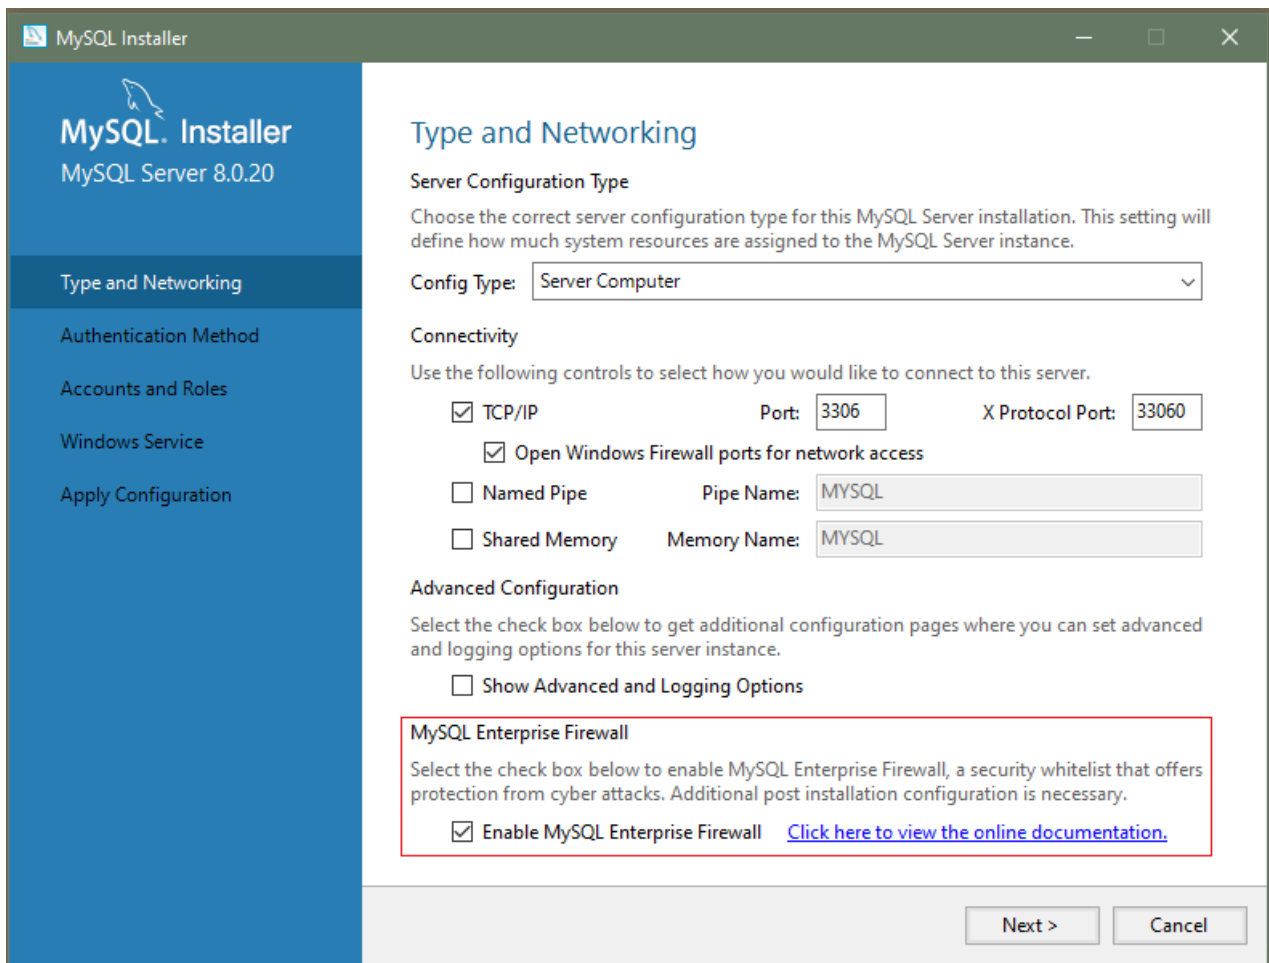 MySQL Installer
MySQL. Installer
MySQL Server 8.0.20
Type and Networking
Authentication Method
Accounts and Roles
Windows Service
Apply Configuration
Type and Networking
Server Configuration Type
Choose the correct server configuration type for this MySQL Server installation. This setting will
define how much system resources are assigned to the MySQL Server instance.
Config Type: Server Computer
Connectivity
Use the following controls to select how you would like to connect to this server.
TCP/IP Port: 3306 X Protocol Port: 33060
Open Windows Firewall ports for network access
Named Pipe Pipe Name: MYSQL
Shared Memory Memory Name: MYSQL
Advanced Configuration
Select the check box below to get additional configuration pages where you can set advanced
and logging options for this server instance.
Show Advanced and Logging Options
MySQL Enterprise Firewall
Select the check box below to enable MySQL Enterprise Firewall, a security whitelist that offers
protection from cyber attacks. Additional post installation configuration is necessary.
Enable MySQL Enterprise Firewall Click here to view the online documentation.
Next > Cancel